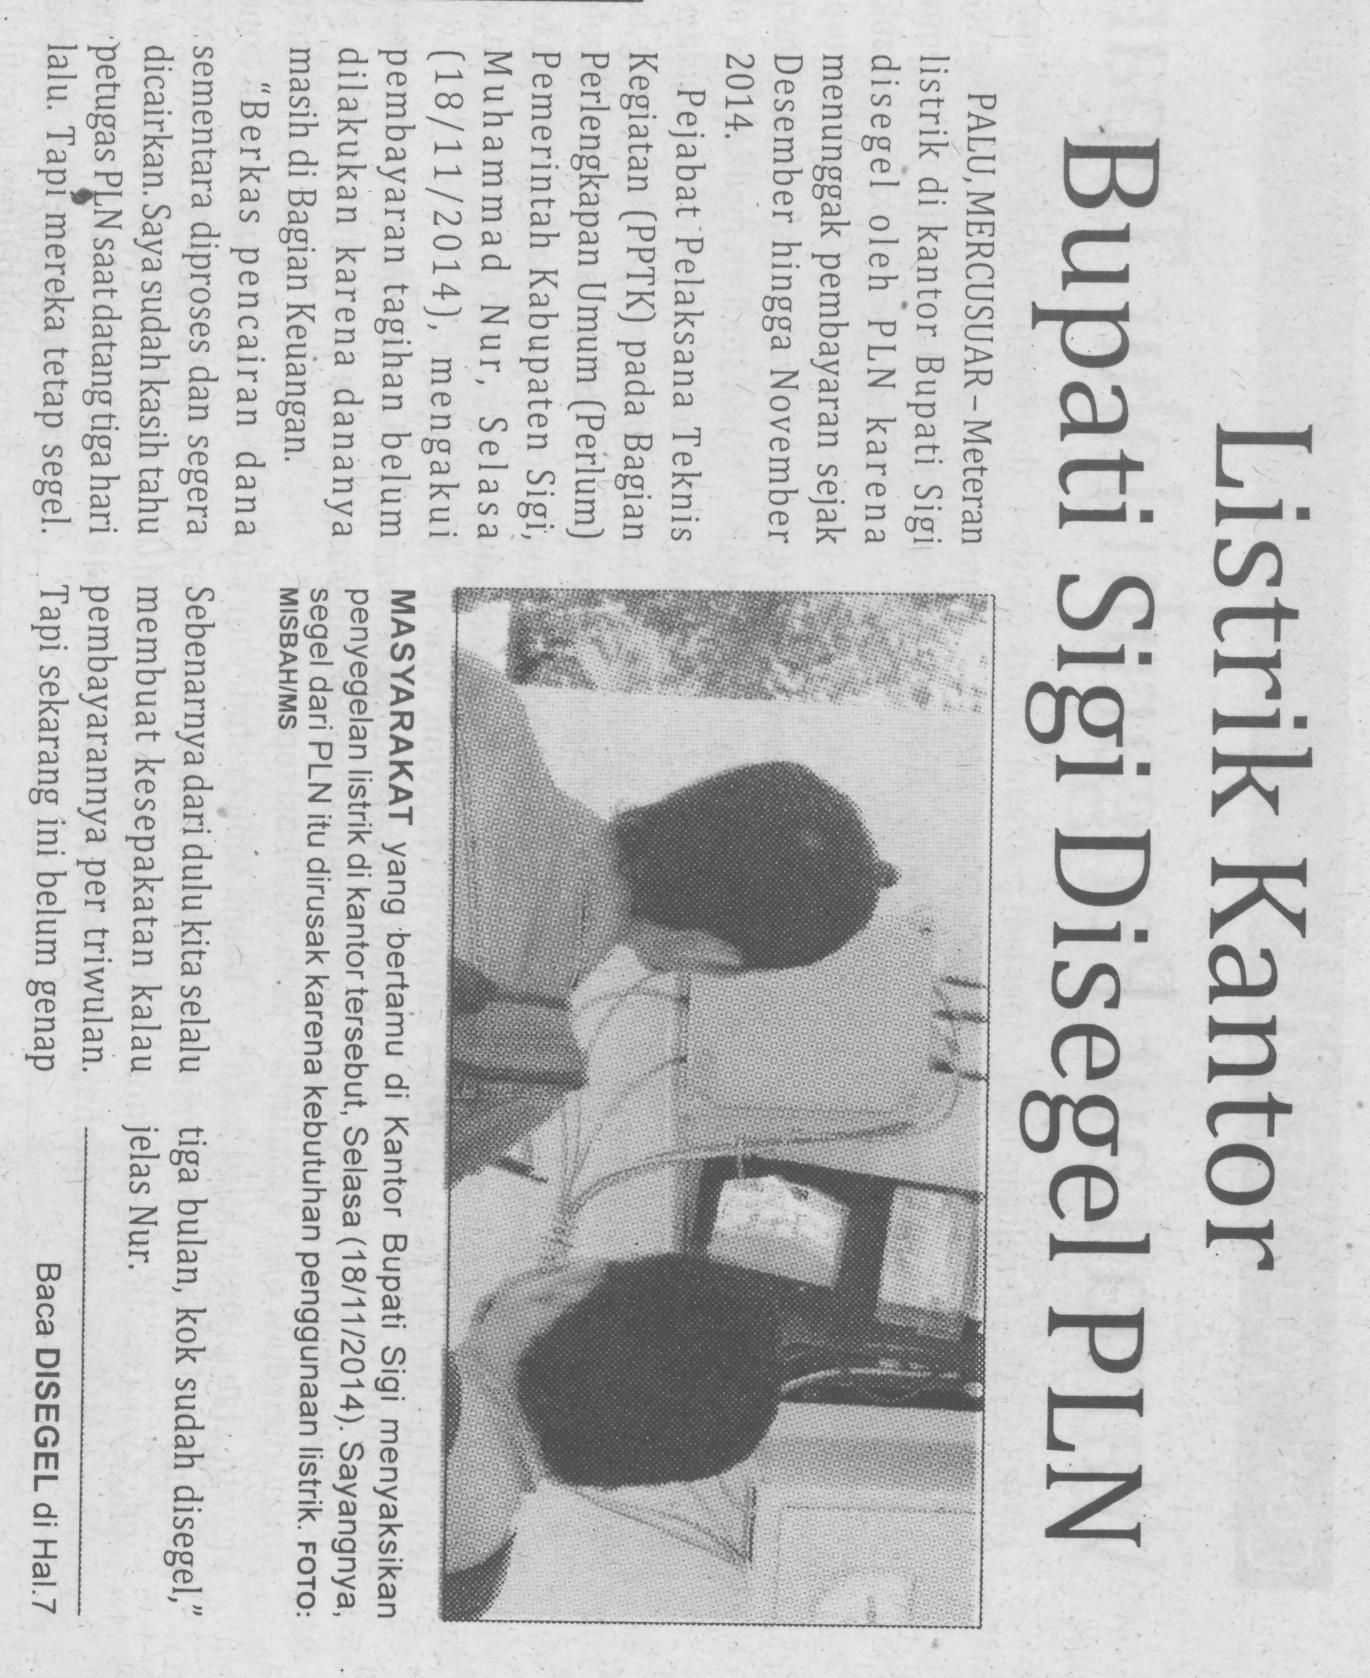 Listrik Kantor
Bupati Sigi Disegel PLN
PALU, MERCUSUAR – Meteran
listrik di kantor Bupati Sigi
disegel oleh PLN karena
menunggak pembayaran sejak
Desember hingga November
2014.
Pejabat Pelaksana Teknis
Kegiatan (PPTK) pada Bagian
Perlengkapan Umum (Perlum)
Pemerintah Kabupaten Sigi,
Muhammad Nur, Selasa
(18/11/2014), mengakui
pembayaran tagihan belum
dilakukan karena dananya
masih di Bagian Keuangan.
“Berkas pencairan dana
sementara diproses dan segera
dicairkan. Saya sudah kasih tahu
petugas PLN saat datang tiga hari
lalu. Tapi mereka tetap segel.
MASYARAKAT yang bertamu di Kantor Bupati Sigi menyaksikan
penyegelan listrik di kantor tersebut, Selasa (18/11/2014). Sayangnya,
segel dari PLN itu dirusak karena kebutuhan penggunaan listrik. FOTO:
MISBAH/MS
Sebenarnya dari dulu kita selalu
membuat kesepakatan kalau
pembayarannya per triwulan.
Tapi sekarang ini belum genap
tiga bulan, kok sudah disegel,”
jelas Nur.
Baca DISEGEL di Hal.7